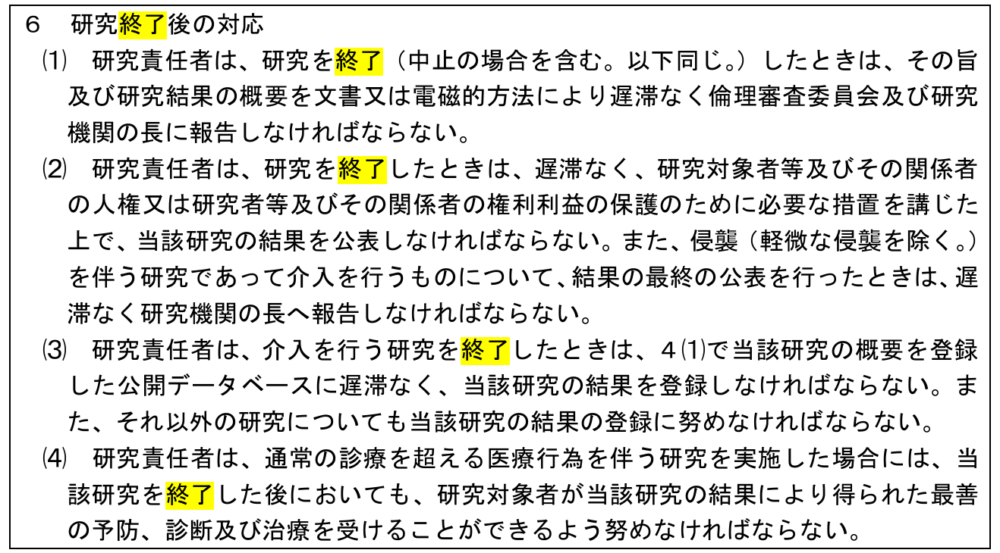 ６　研究終了後の対応
⑴　研究責任者は、研究を終了（中止の場合を含む。以下同じ。）したときは、その旨
及び研究結果の概要を文書又は電磁的方法により遅滞なく倫理審査委員会及び研究
機関の長に報告しなければならない。
⑵　研究責任者は、研究を終了したときは、遅滞なく、研究対象者等及びその関係者
の人権又は研究者等及びその関係者の権利利益の保護のために必要な措置を講じた
上で、当該研究の結果を公表しなければならない。また、侵襲（軽微な侵襲を除く。）
を伴う研究であって介入を行うものについて、結果の最終の公表を行ったときは、遅
滞なく研究機関の長へ報告しなければならない。
⑶　研究責任者は、介入を行う研究を終了したときは、４⑴で当該研究の概要を登録
した公開データベースに遅滞なく、当該研究の結果を登録しなければならない。ま
た、それ以外の研究についても当該研究の結果の登録に努めなければならない。
⑷　研究責任者は、通常の診療を超える医療行為を伴う研究を実施した場合には、当
該研究を終了した後においても、研究対象者が当該研究の結果により得られた最善
の予防、診断及び治療を受けることができるよう努めなければならない。